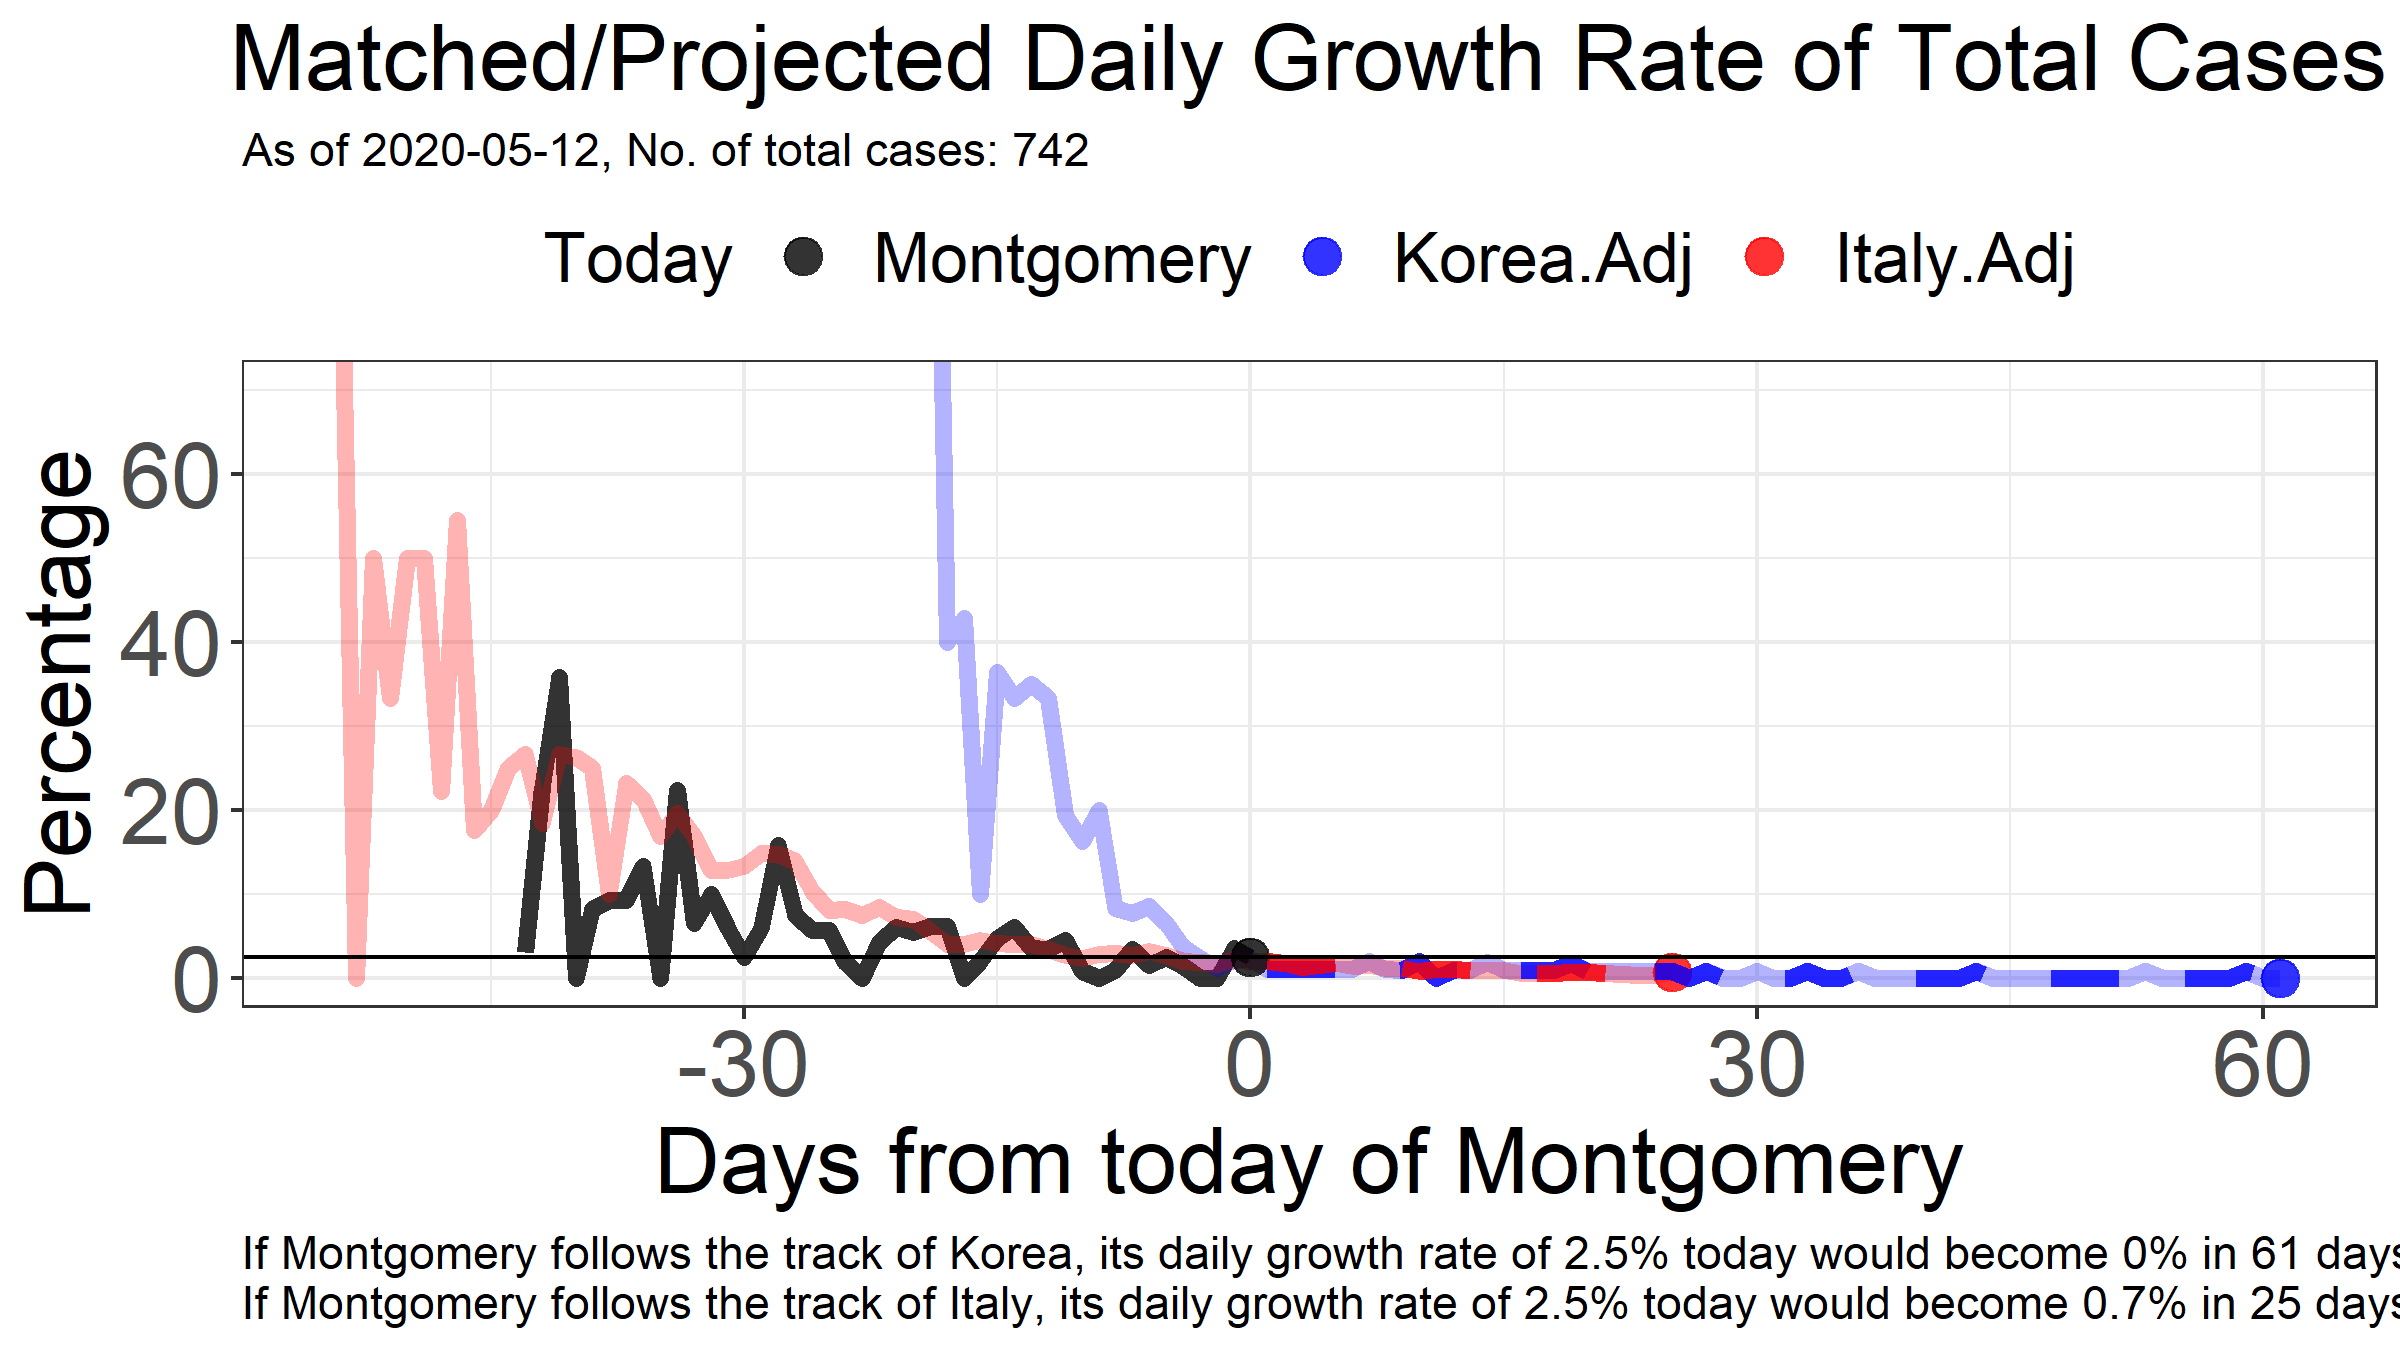 Matched/Projected Daily Growth Rate of Total Cases
As of 2020-05-12, No. of total cases: 742
Today Montgomery Korea.Adj Italy.Adj
Percentage
60
40
20
0
-30 0 30 60
Days from today of Montgomery
If Montgomery follows the track of Korea, its daily growth rate of 2.5% today would become 0% in 61 days
If Montgomery follows the track of Italy, its daily growth rate of 2.5% today would become 0.7% in 25 days